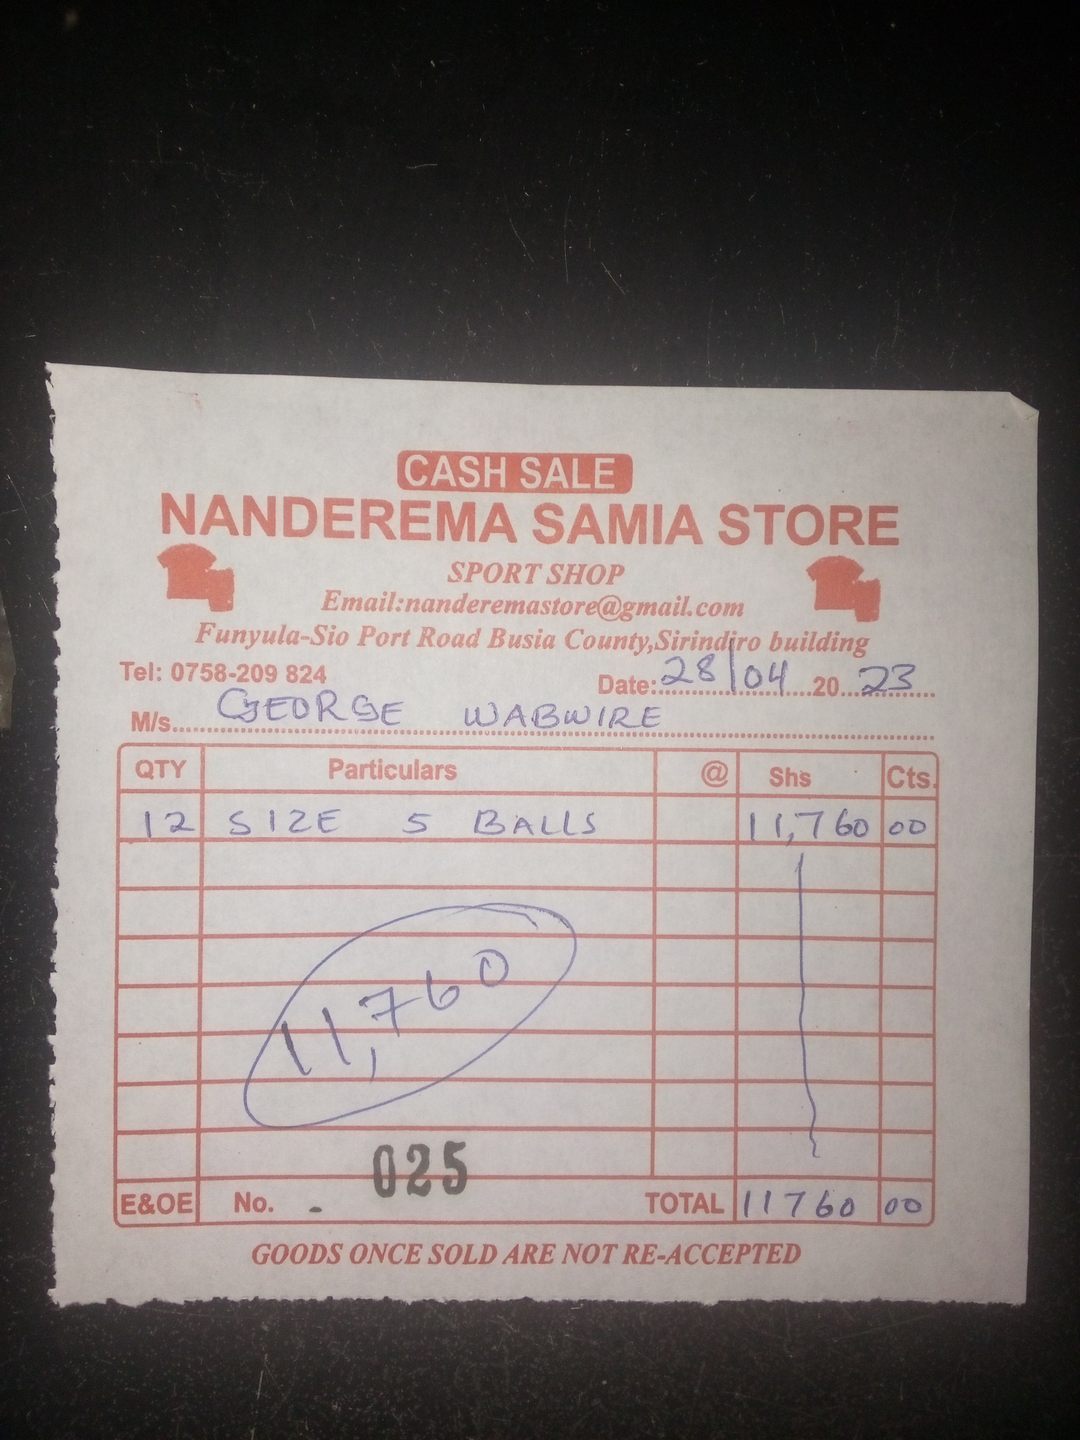 CASH SALE
NANDEREMA SAMIA STORE
SPORT SHOP
Email:nanderemastore@gmail.com
Funyula-Sio Port Road Busia County,Sirindiro building
Tel: 0758-209 824
Date: 28/04 2023
M/s. GEORGE WABWIRE
QTY Particulars @ Shs Cts.
12 SIZE 5 BALLS 11,760 00
11,760
025
E&OE No. TOTAL 11760 00
GOODS ONCE SOLD ARE NOT RE-ACCEPTED